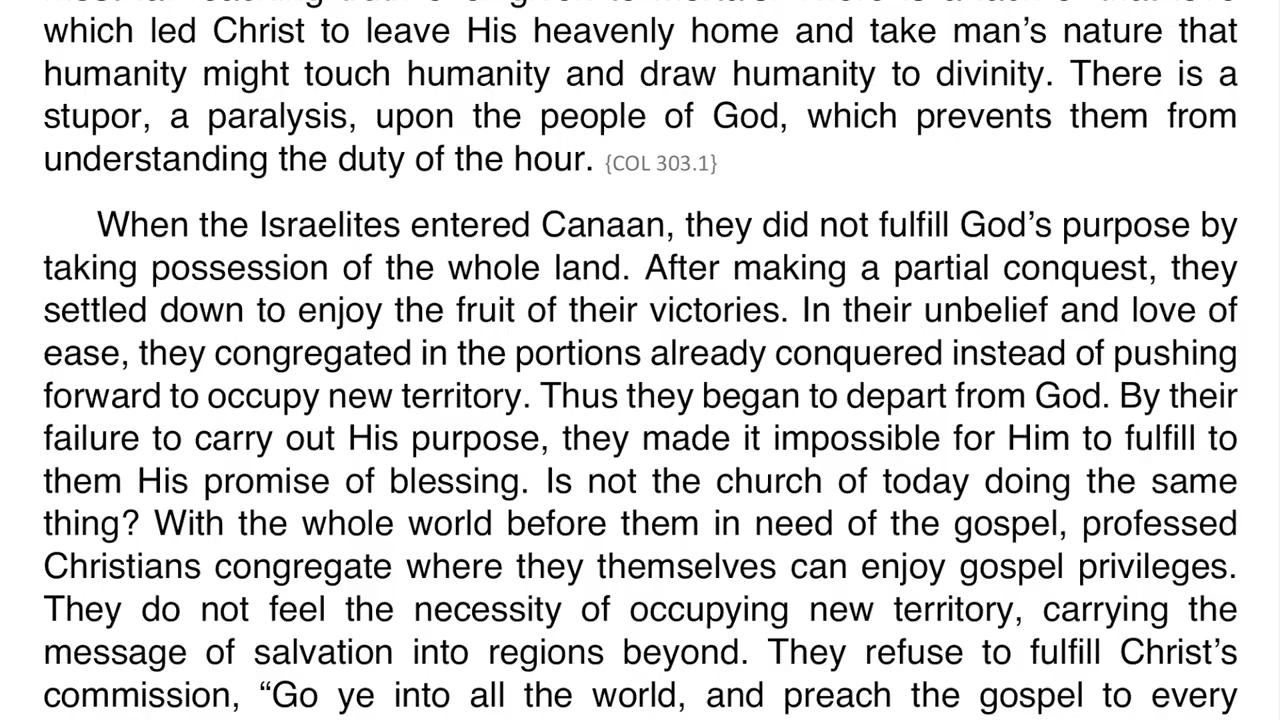 which led Christ to leave His heavenly home and take man’s nature that
humanity might touch humanity and draw humanity to divinity. There is a
stupor, a paralysis, upon the people of God, which prevents them from
understanding the duty of the hour. {COL 303.1}
When the Israelites entered Canaan, they did not fulfill God’s purpose by
taking possession of the whole land. After making a partial conquest, they
settled down to enjoy the fruit of their victories. In their unbelief and love of
ease, they congregated in the portions already conquered instead of pushing
forward to occupy new territory. Thus they began to depart from God. By their
failure to carry out His purpose, they made it impossible for Him to fulfill to
them His promise of blessing. Is not the church of today doing the same
thing? With the whole world before them in need of the gospel, professed
Christians congregate where they themselves can enjoy gospel privileges.
They do not feel the necessity of occupying new territory, carrying the
message of salvation into regions beyond. They refuse to fulfill Christ’s
commission, “Go ye into all the world, and preach the gospel to every